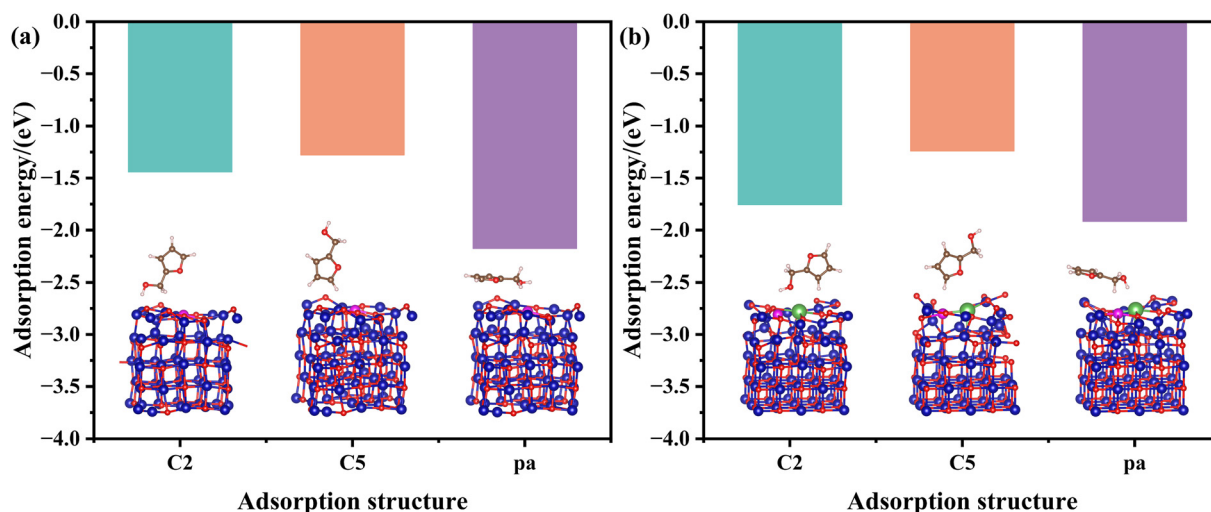 (a)
Adsorption energy/(eV)
0.0
−0.5
−1.0
−1.5
−2.0
−2.5
−3.0
−3.5
−4.0
C2 C5 pa
Adsorption structure
(b)
Adsorption energy/(eV)
0.0
−0.5
−1.0
−1.5
−2.0
−2.5
−3.0
−3.5
−4.0
C2 C5 pa
Adsorption structure